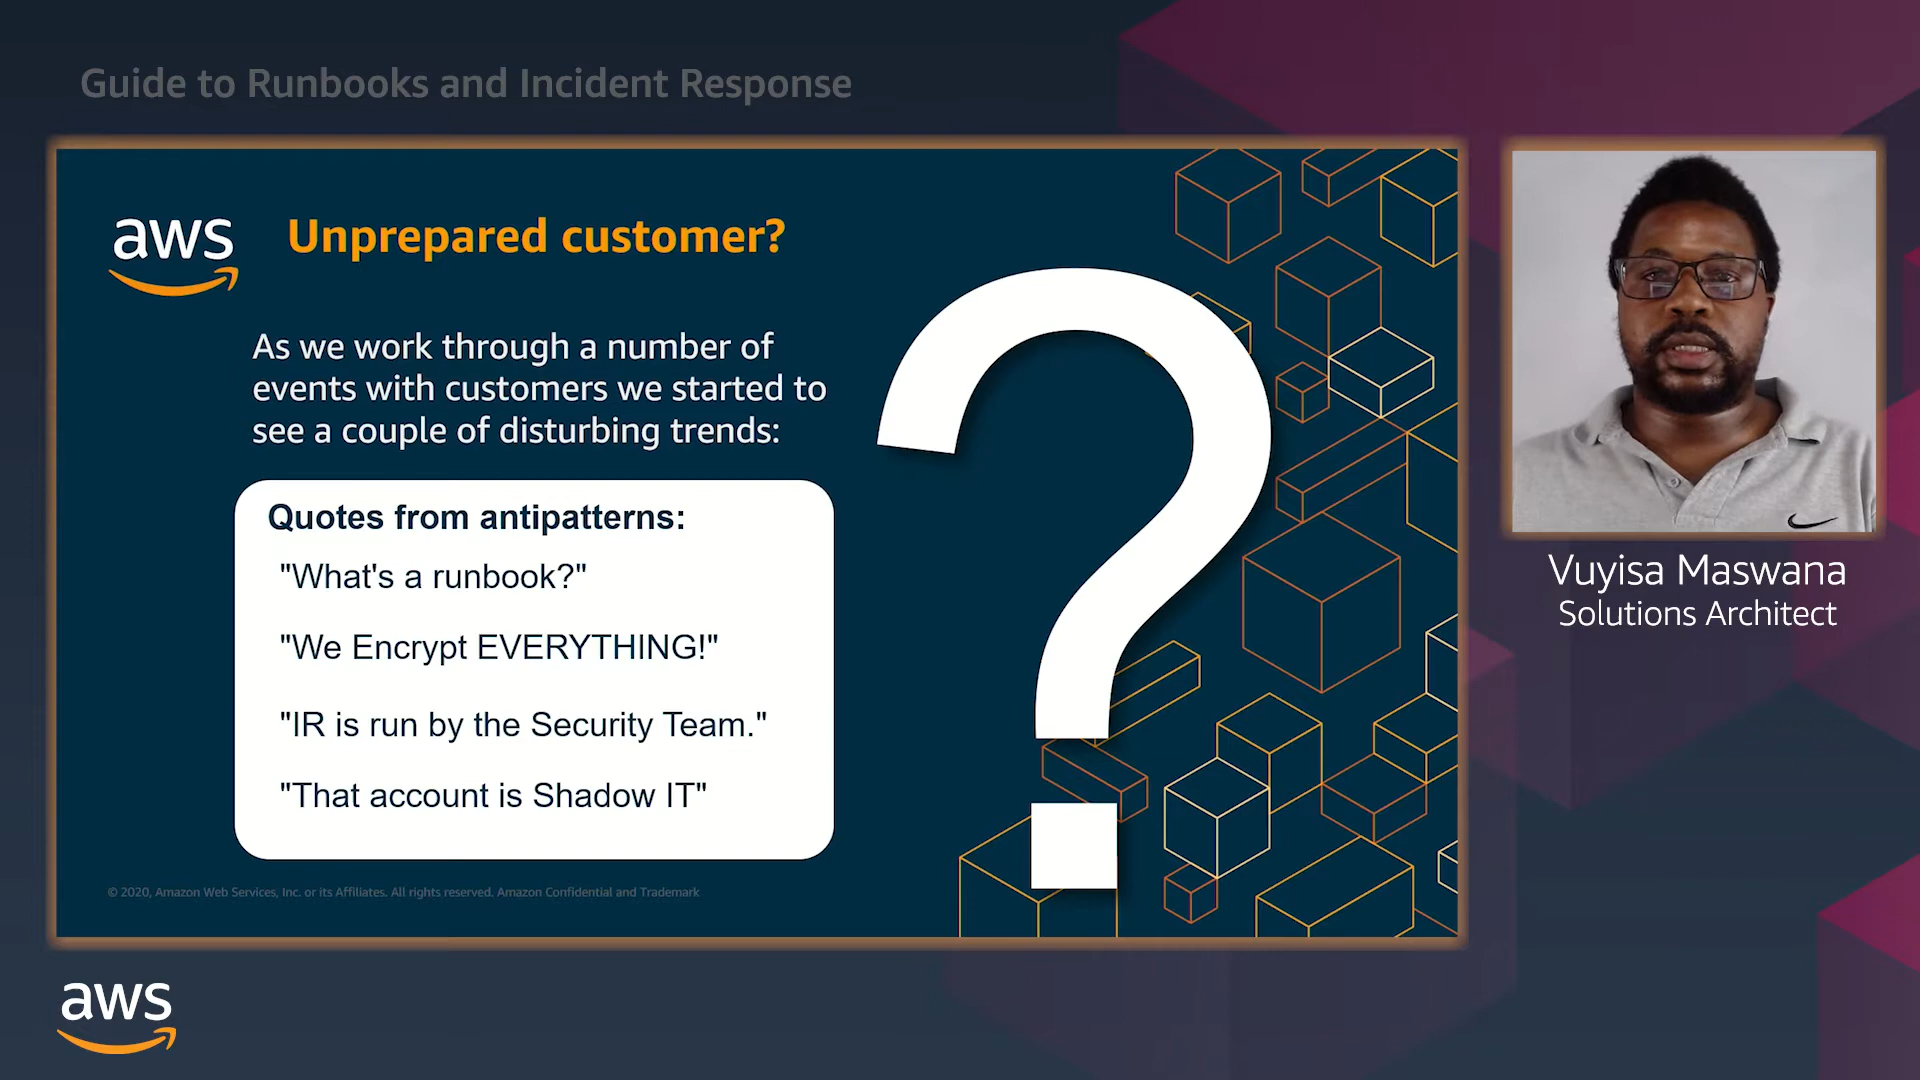 Guide to Runbooks and Incident Response
aws
Unprepared customer?
As we work through a number of
events with customers we started to
see a couple of disturbing trends:
Quotes from antipatterns:
"What's a runbook?"
"We Encrypt EVERYTHING!"
"IR is run by the Security Team."
"That account is Shadow IT"
?
© 2020, Amazon Web Services, Inc. or its Affiliates. All rights reserved. Amazon Confidential and Trademark
Vuyisa Maswana
Solutions Architect
aws